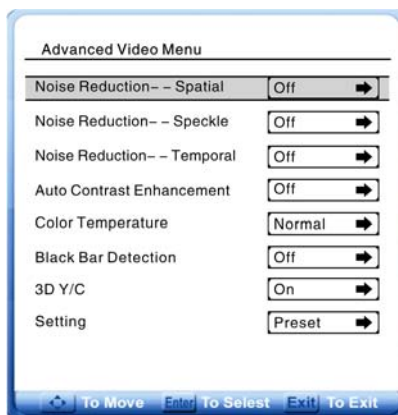 Advanced Video Menu
Noise Reduction– – Spatial Off
Noise Reduction– – Speckle Off
Noise Reduction– – Temporal Off
Auto Contrast Enhancement Off
Color Temperature Normal
Black Bar Detection Off
3D Y/C On
Setting Preset
To Move Enter To Selest Exit To Exit